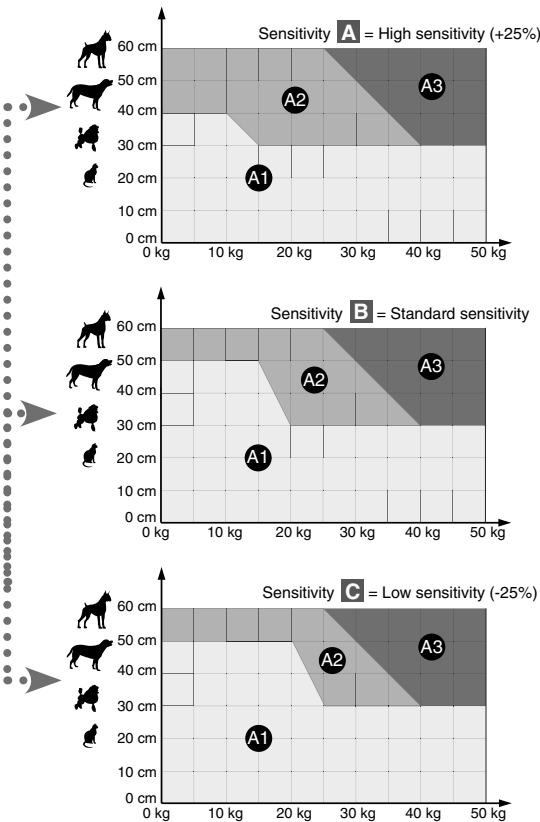 Sensitivity A = High sensitivity (+25%)
60 cm
50 cm
40 cm
30 cm
20 cm
10 cm
0 cm
A3
A2
A1
0 kg 10 kg 20 kg 30 kg 40 kg 50 kg
Sensitivity B = Standard sensitivity
60 cm
50 cm
40 cm
30 cm
20 cm
10 cm
0 cm
A3
A2
A1
0 kg 10 kg 20 kg 30 kg 40 kg 50 kg
Sensitivity C = Low sensitivity (-25%)
60 cm
50 cm
40 cm
30 cm
20 cm
10 cm
0 cm
A3
A2
A1
0 kg 10 kg 20 kg 30 kg 40 kg 50 kg